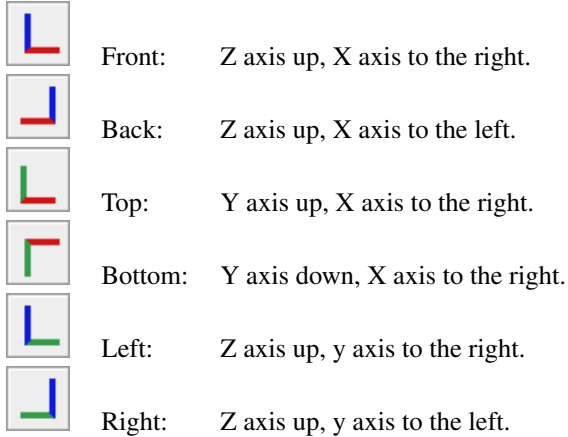 Front: Z axis up, X axis to the right.
Back: Z axis up, X axis to the left.
Top: Y axis up, X axis to the right.
Bottom: Y axis down, X axis to the right.
Left: Z axis up, y axis to the right.
Right: Z axis up, y axis to the left.